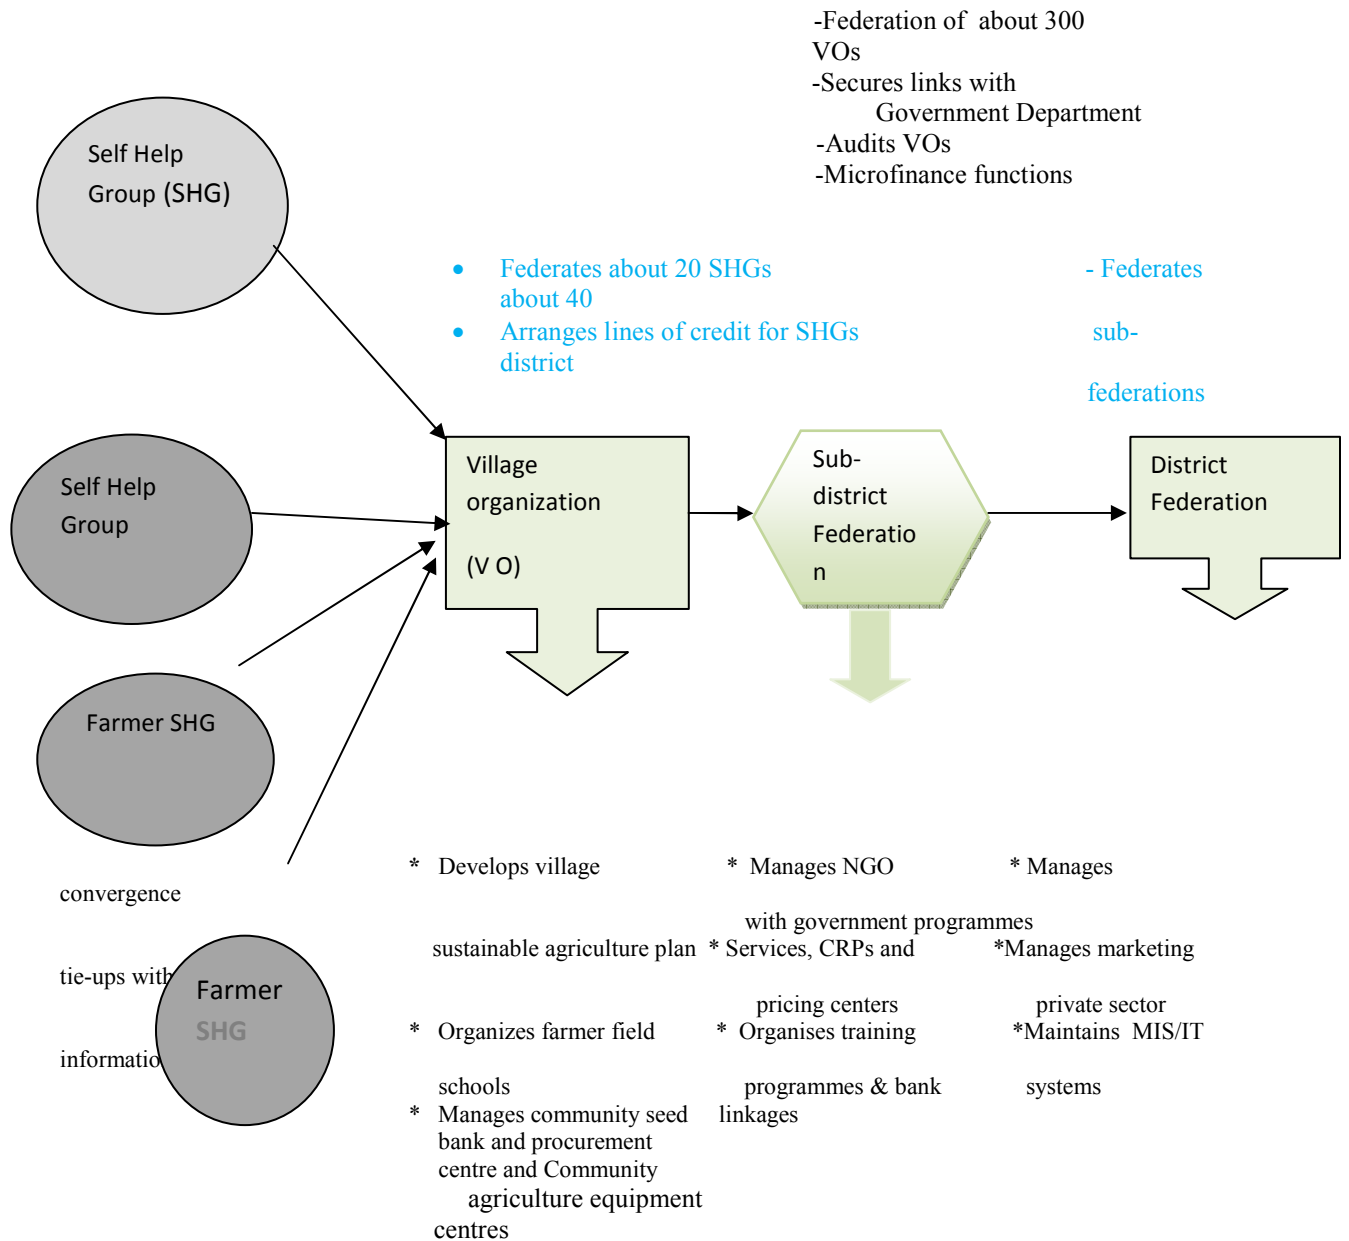 -Federation of about 300
VOs
-Secures links with
Government Department
-Audits VOs
-Microfinance functions
Self Help
Group (SHG)
• Federates about 20 SHGs - Federates
about 40
• Arranges lines of credit for SHGs sub-
district
federations
Self Help
Group
Village
organization
(V O)
Sub-
district
Federatio
n
District
Federation
Farmer SHG
* Develops village * Manages NGO * Manages
convergence
with government programmes
sustainable agriculture plan * Services, CRPs and *Manages marketing
tie-ups with
pricing centers private sector
Farmer
SHG
* Organizes farmer field * Organises training *Maintains MIS/IT
informatio
schools programmes & bank systems
* Manages community seed linkages
bank and procurement
centre and Community
agriculture equipment
centres